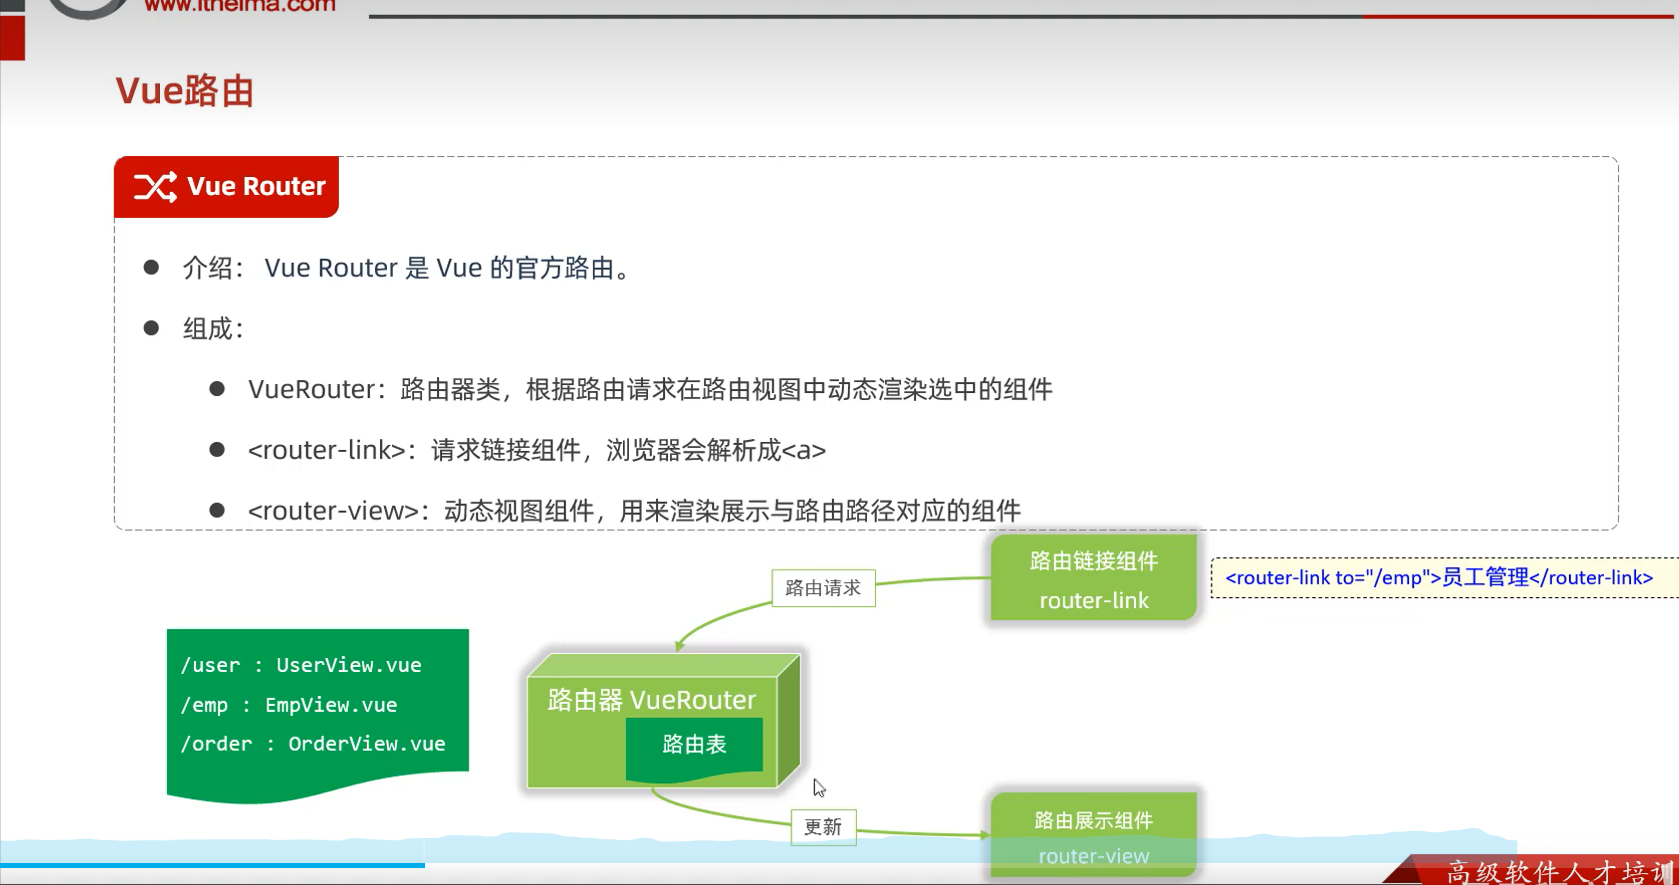 www.itheima.com
Vue路由
Vue Router
介绍： Vue Router 是 Vue 的官方路由。
组成：
VueRouter：路由器类，根据路由请求在路由视图中动态渲染选中的组件
<router-link>：请求链接组件，浏览器会解析成<a>
<router-view>：动态视图组件，用来渲染展示与路由路径对应的组件
路由链接组件
router-link
<router-link to="/emp">员工管理</router-link>
路由请求
/user : UserView.vue
/emp : EmpView.vue
/order : OrderView.vue
路由器 VueRouter
路由表
更新
路由展示组件
router-view
高级软件人才培训